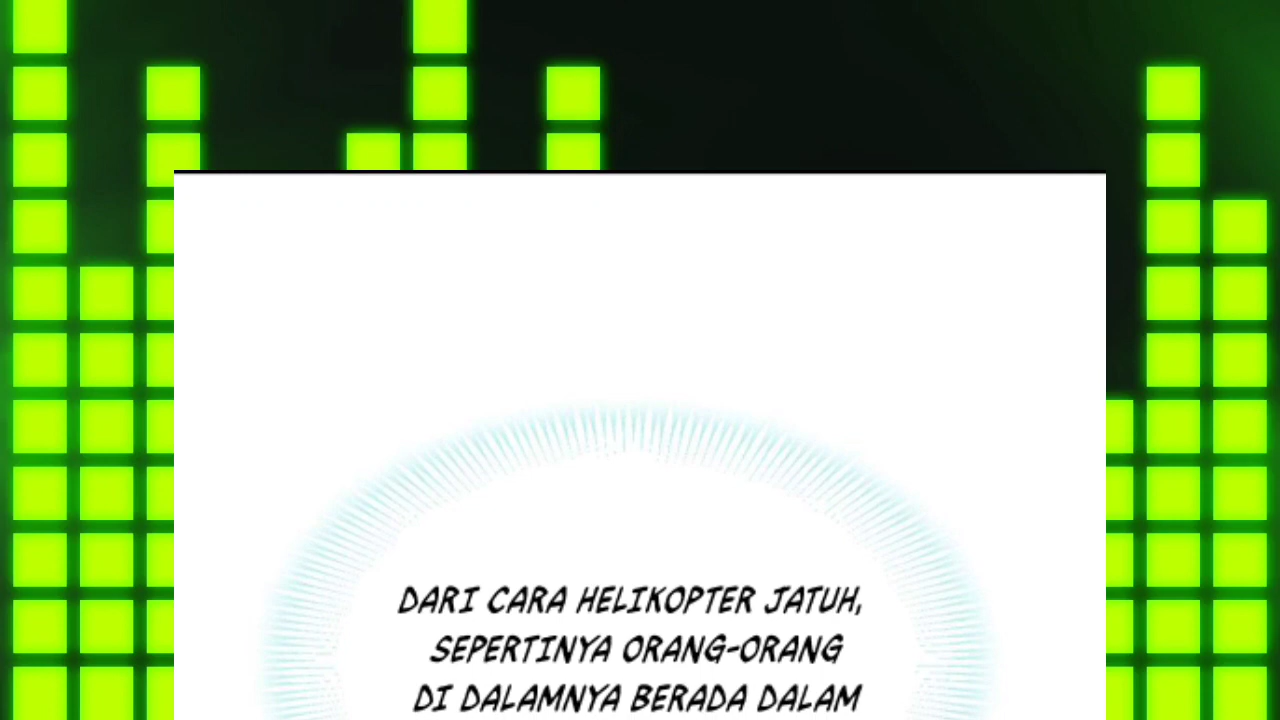 DARI CARA HELIKOPTER JATUH,
SEPERTINYA ORANG-ORANG
DI DALAMNYA BERADA DALAM